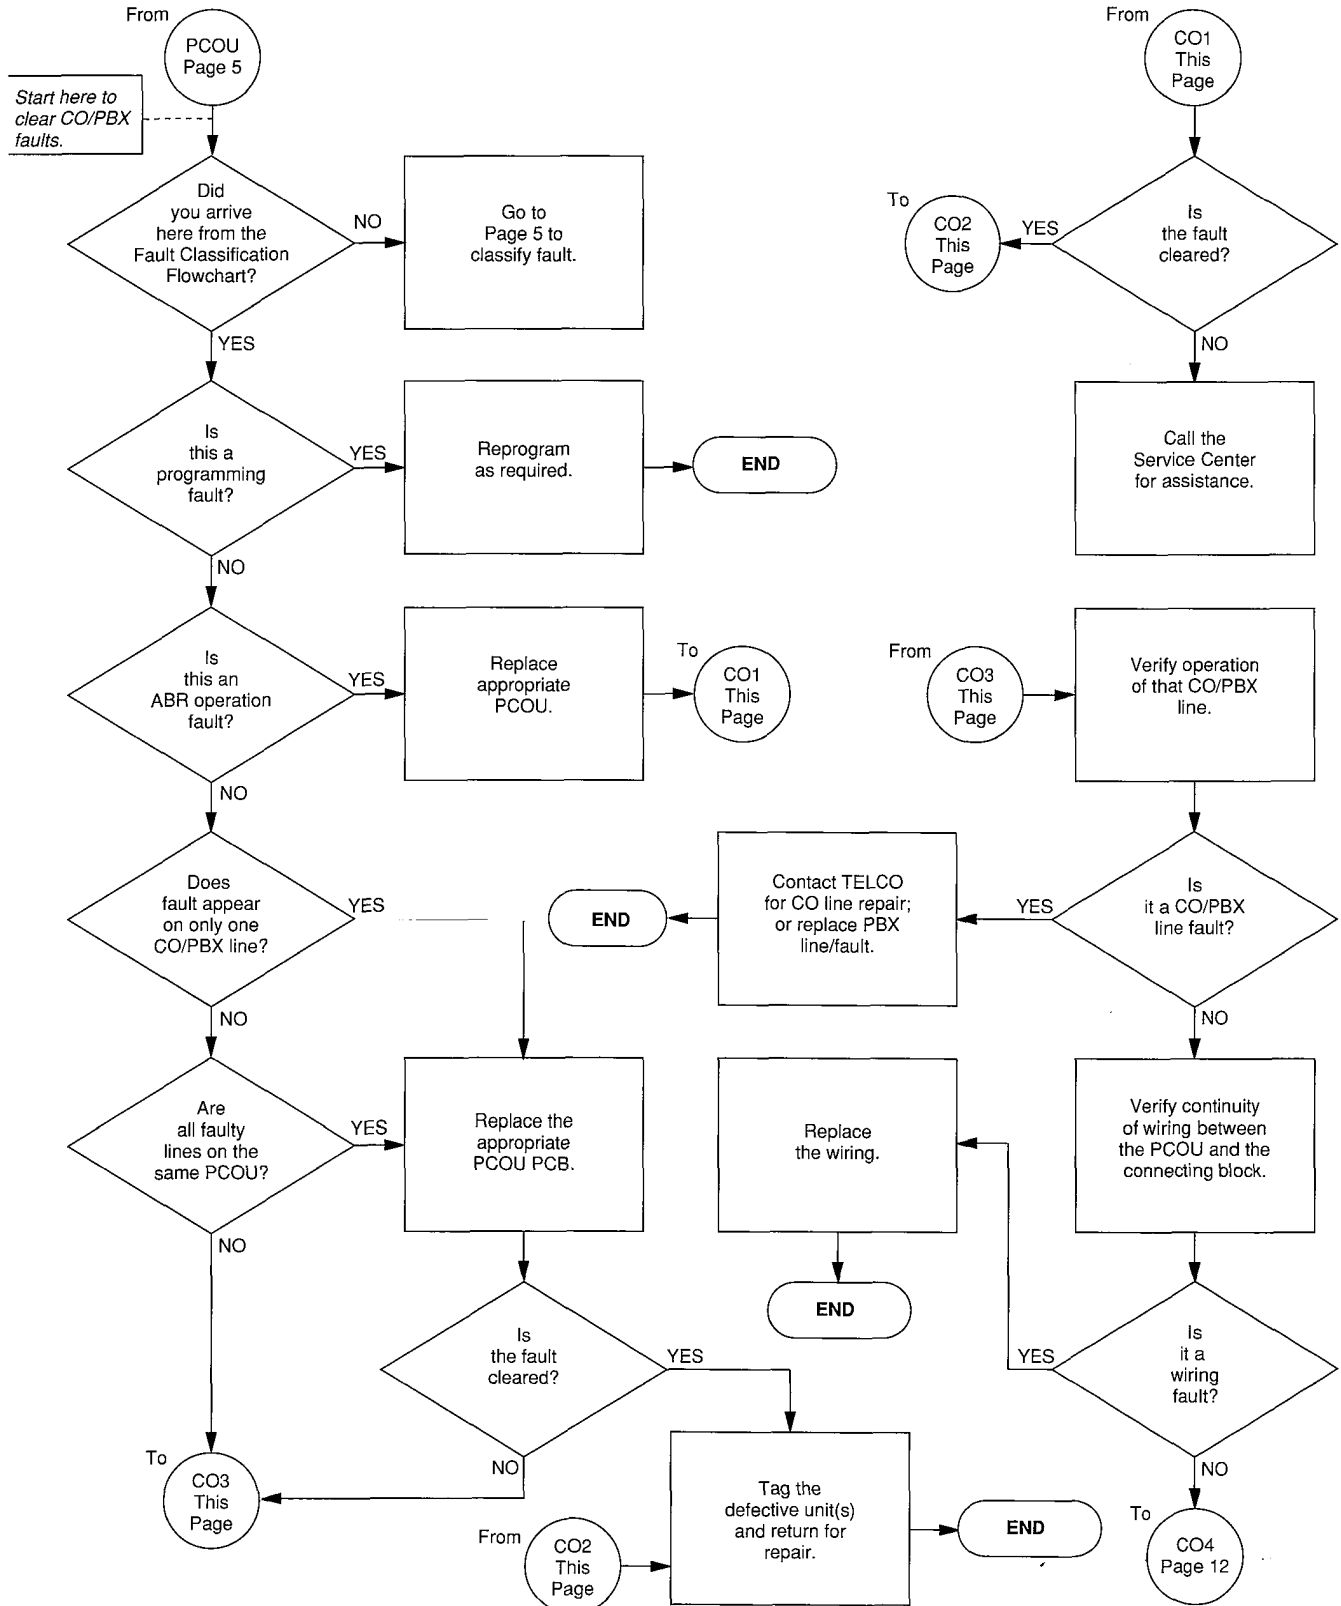 From
PCOU
Page 5
Start here to
clear CO/PBX
faults.
Did
you arrive
here from the
Fault Classification
Flowchart?
NO
Go to
Page 5 to
classify fault.
YES
Is
this a
programming
fault?
YES
Reprogram
as required.
END
NO
Is
this an
ABR operation
fault?
YES
Replace
appropriate
PCOU.
To
CO1
This
Page
NO
Does
fault appear
on only one
CO/PBX line?
YES
NO
Are
all faulty
lines on the
same PCOU?
YES
Replace the
appropriate
PCOU PCB.
NO
Is
the fault
cleared?
YES
NO
To
CO3
This
Page
From
CO2
This
Page
Tag the
defective unit(s)
and return for
repair.
END
From
CO1
This
Page
Is
the fault
cleared?
YES
To
CO2
This
Page
NO
Call the
Service Center
for assistance.
From
CO3
This
Page
Verify operation
of that CO/PBX
line.
Is
it a CO/PBX
line fault?
YES
Contact TELCO
for CO line repair;
or replace PBX
line/fault.
END
NO
Verify continuity
of wiring between
the PCOU and the
connecting block.
Is
it a
wiring
fault?
YES
Replace
the wiring.
END
NO
To
CO4
Page 12